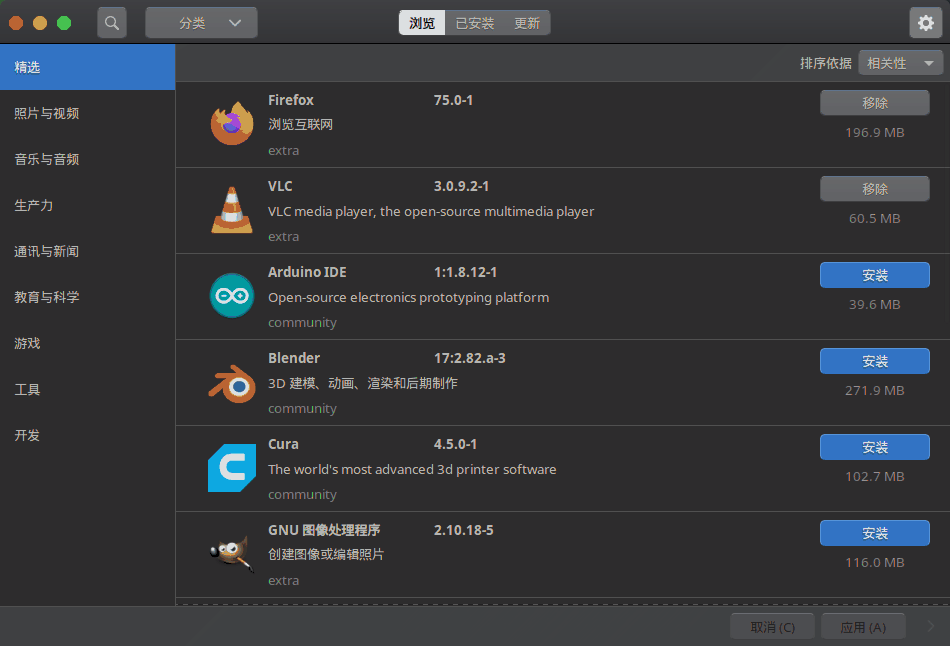 分类
浏览
已安装
更新
精选
照片与视频
音乐与音频
生产力
通讯与新闻
教育与科学
游戏
工具
开发
排序依据
相关性
Firefox 75.0-1
移除
浏览互联网
196.9 MB
extra
VLC 3.0.9.2-1
移除
VLC media player, the open-source multimedia player
60.5 MB
extra
Arduino IDE 1:1.8.12-1
安装
Open-source electronics prototyping platform
39.6 MB
community
Blender 17:2.82.a-3
安装
3D 建模、动画、渲染和后期制作
271.9 MB
community
Cura 4.5.0-1
安装
The world's most advanced 3d printer software
102.7 MB
community
GNU 图像处理程序 2.10.18-5
安装
创建图像或编辑照片
116.0 MB
extra
取消 (C)
应用 (A)